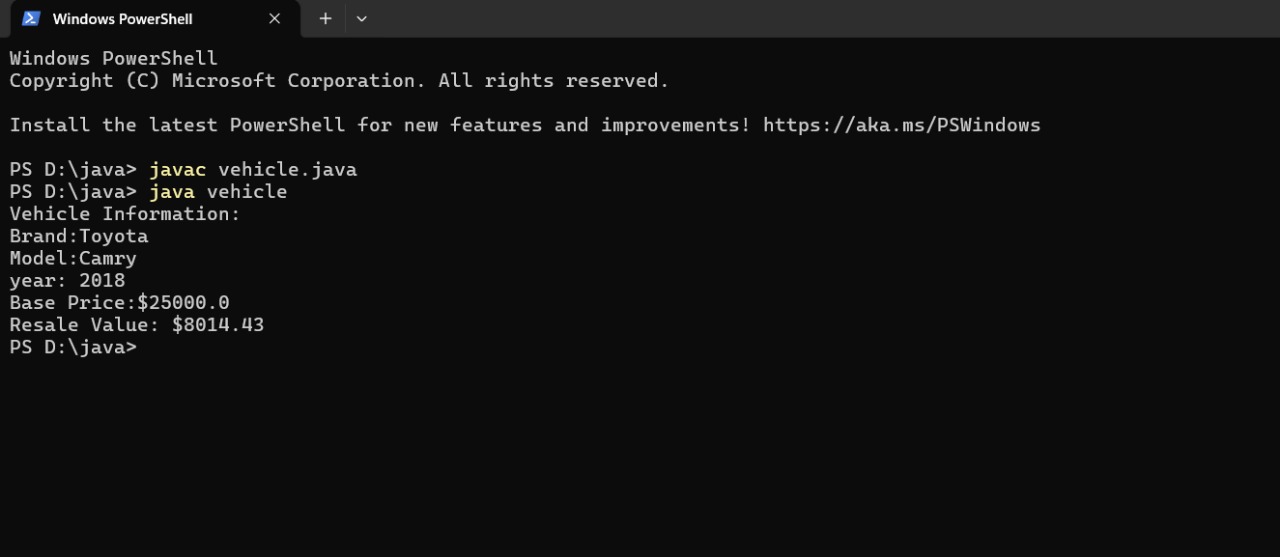 Windows PowerShell
Windows PowerShell
Copyright (C) Microsoft Corporation. All rights reserved.
Install the latest PowerShell for new features and improvements! https://aka.ms/PSWindows
PS D:\java> javac vehicle.java
PS D:\java> java vehicle
Vehicle Information:
Brand:Toyota
Model:Camry
year: 2018
Base Price:$25000.0
Resale Value: $8014.43
PS D:\java>